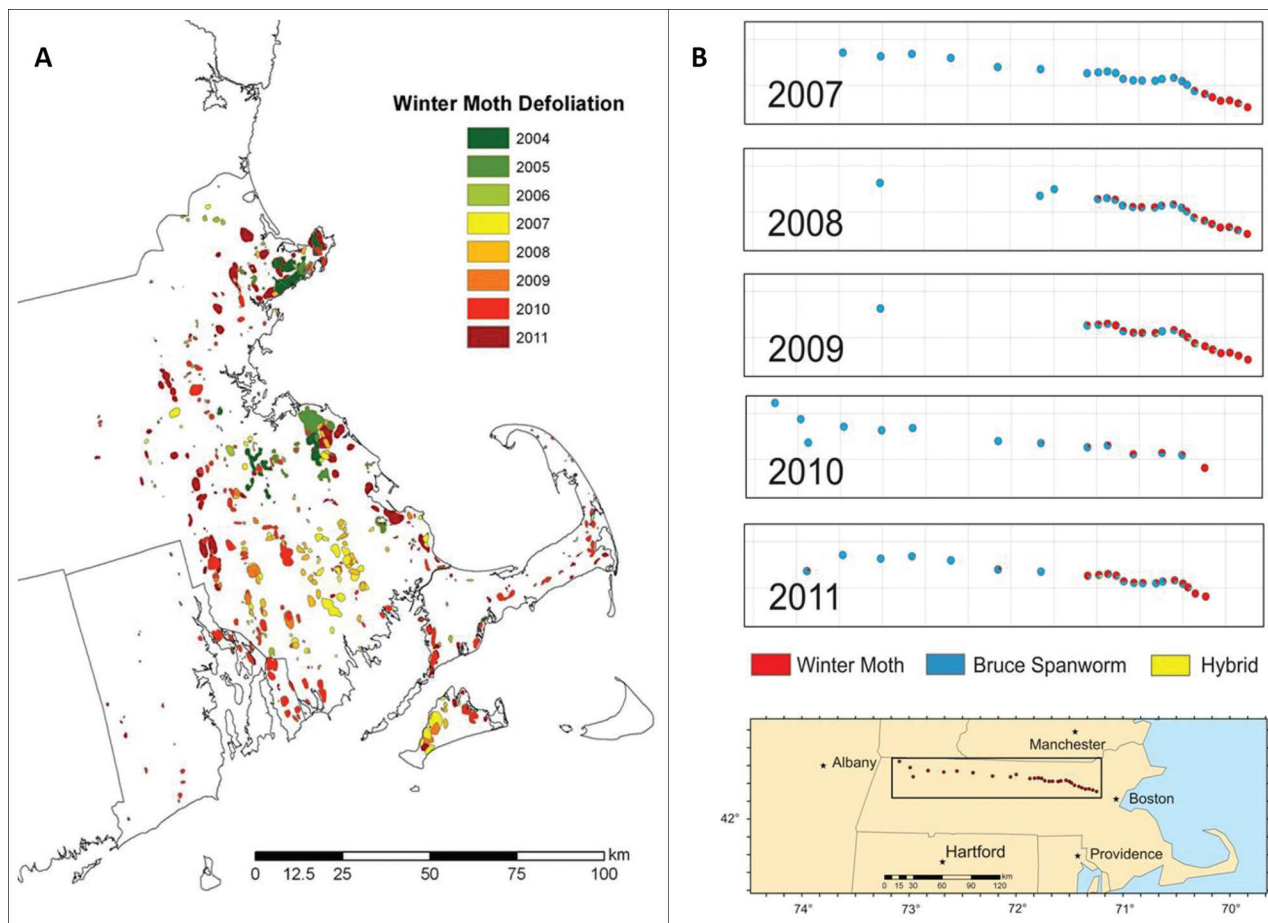 A
Winter Moth Defoliation
2004
2005
2006
2007
2008
2009
2010
2011
km
0 12.5 25 50 75 100
B
2007
2008
2009
2010
2011
Winter Moth Bruce Spanworm Hybrid
Manchester
Albany
Boston
42°
Hartford
Providence
km
0 15 30 60 90 120
74° 73° 72° 71° 70°